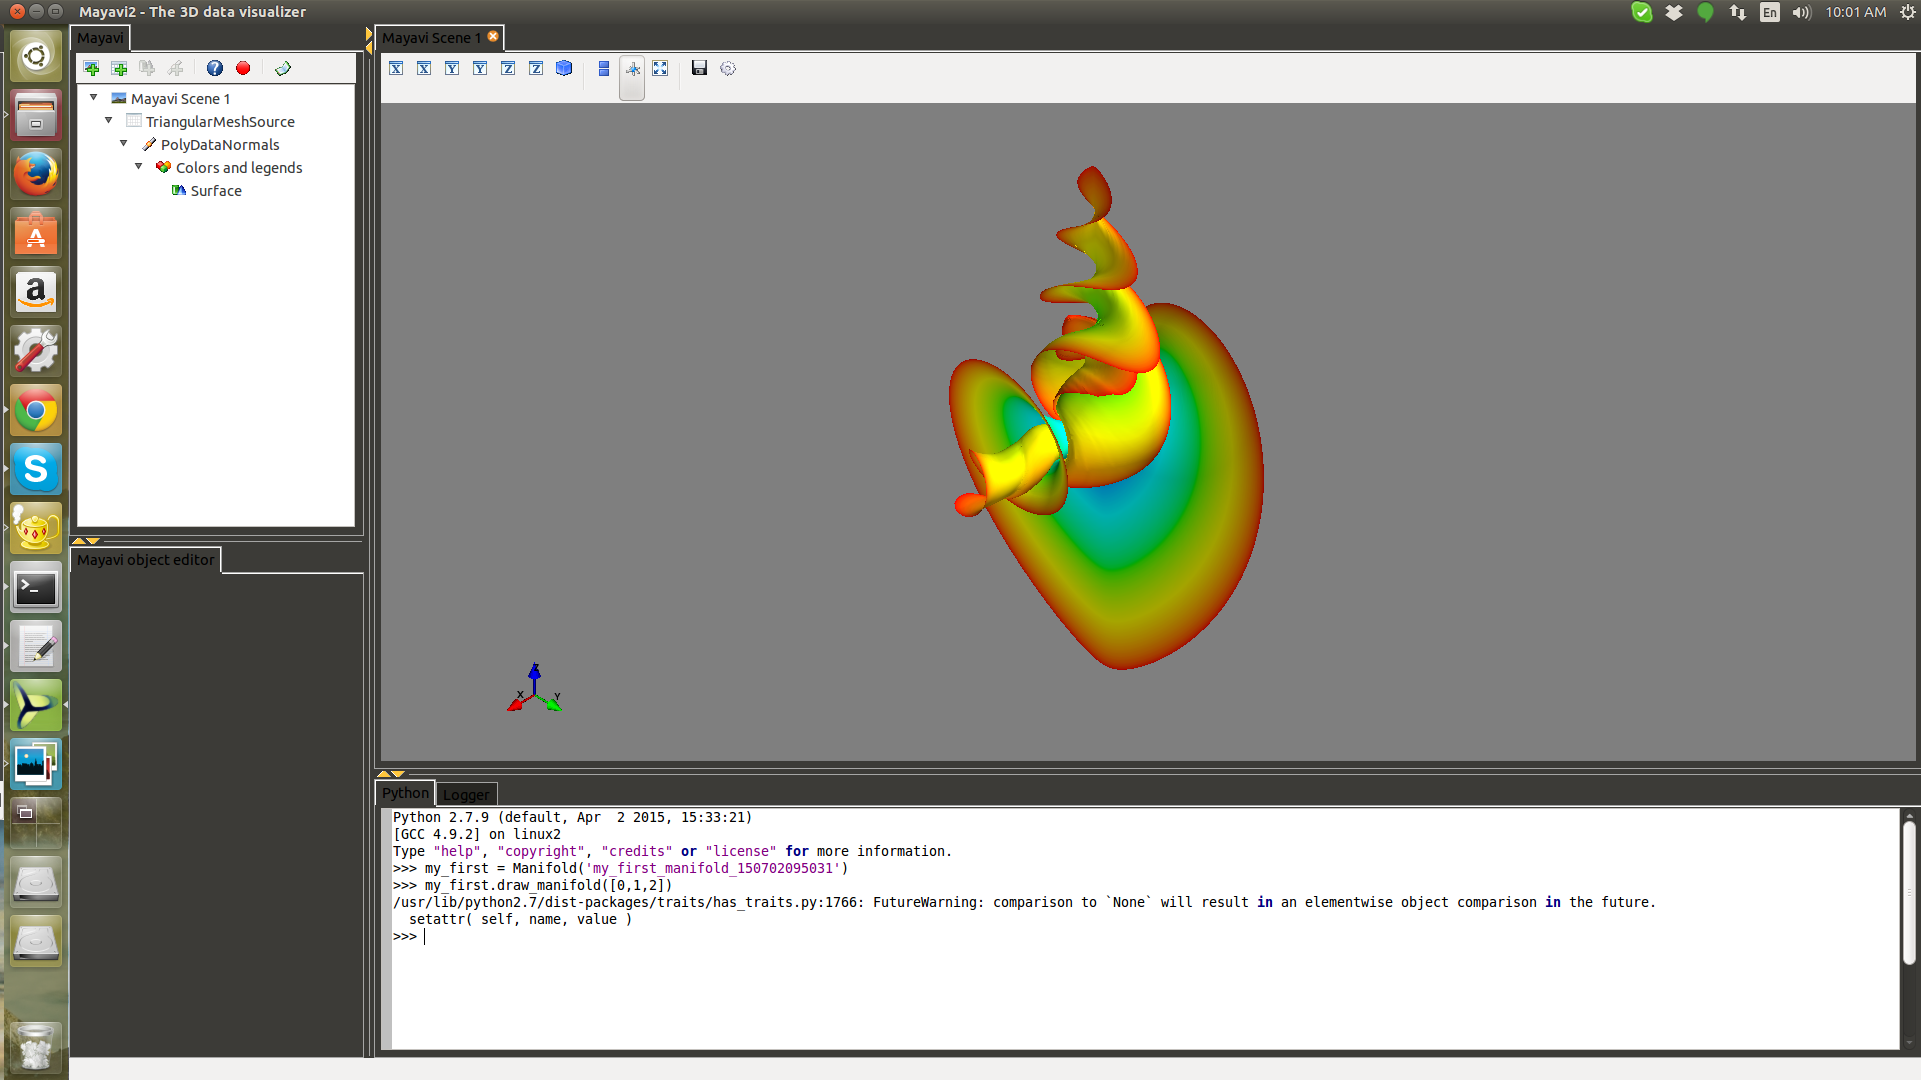 Mayavi2 - The 3D data visualizer
En
10:01 AM
Mayavi
Mayavi Scene 1
X X Y Y Z Z
Mayavi Scene 1
TriangularMeshSource
PolyDataNormals
Colors and legends
Surface
Mayavi object editor
X
Y
Python
Logger
Python 2.7.9 (default, Apr  2 2015, 15:33:21)
[GCC 4.9.2] on linux2
Type "help", "copyright", "credits" or "license" for more information.
>>> my_first = Manifold('my_first_manifold_150702095031')
>>> my_first.draw_manifold([0,1,2])
/usr/lib/python2.7/dist-packages/traits/has_traits.py:1766: FutureWarning: comparison to `None` will result in an elementwise object comparison in the future.
  setattr( self, name, value )
>>>